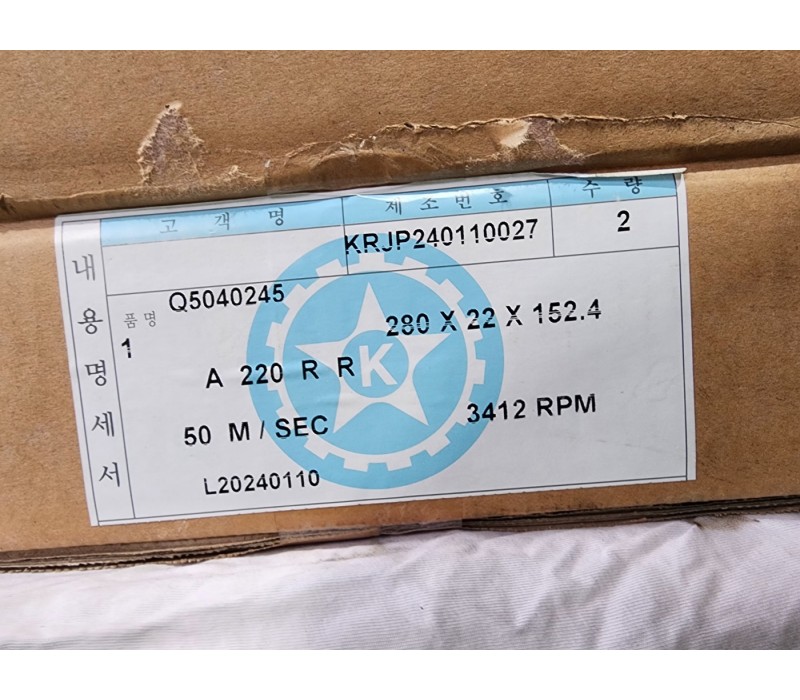 고 객 명 제 조 번 호 수 량
KRJP240110027 2
내용명세서
품 명 Q5040245 280 X 22 X 152.4
1
A 220 R R
50 M / SEC 3412 RPM
L20240110
K